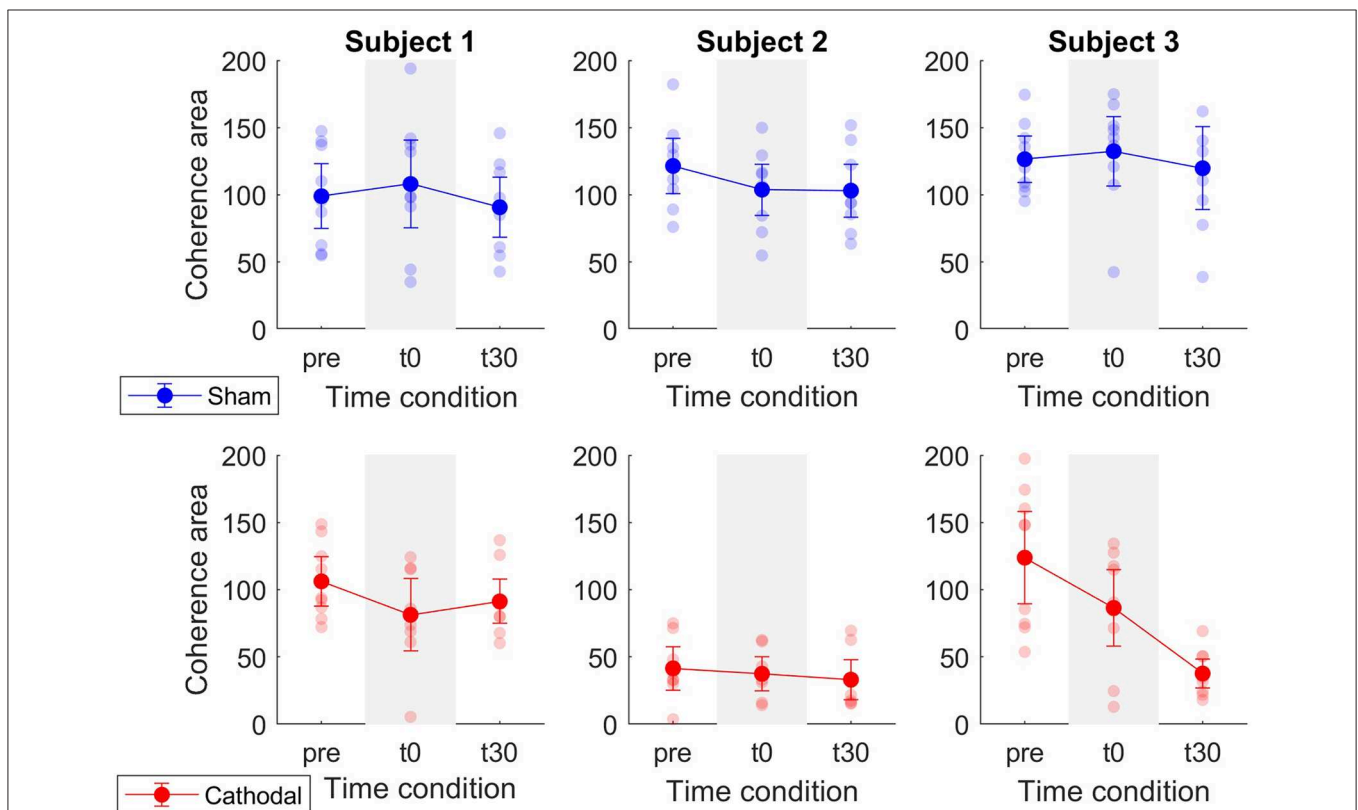 Subject 1 Subject 2 Subject 3
200 200 200
150 150 150
100 100 100
50 50 50
0 0 0
Coherence area
pre t0 t30 pre t0 t30 pre t0 t30
Time condition Time condition Time condition
Sham
200 200 200
150 150 150
100 100 100
50 50 50
0 0 0
Coherence area
pre t0 t30 pre t0 t30 pre t0 t30
Time condition Time condition Time condition
Cathodal